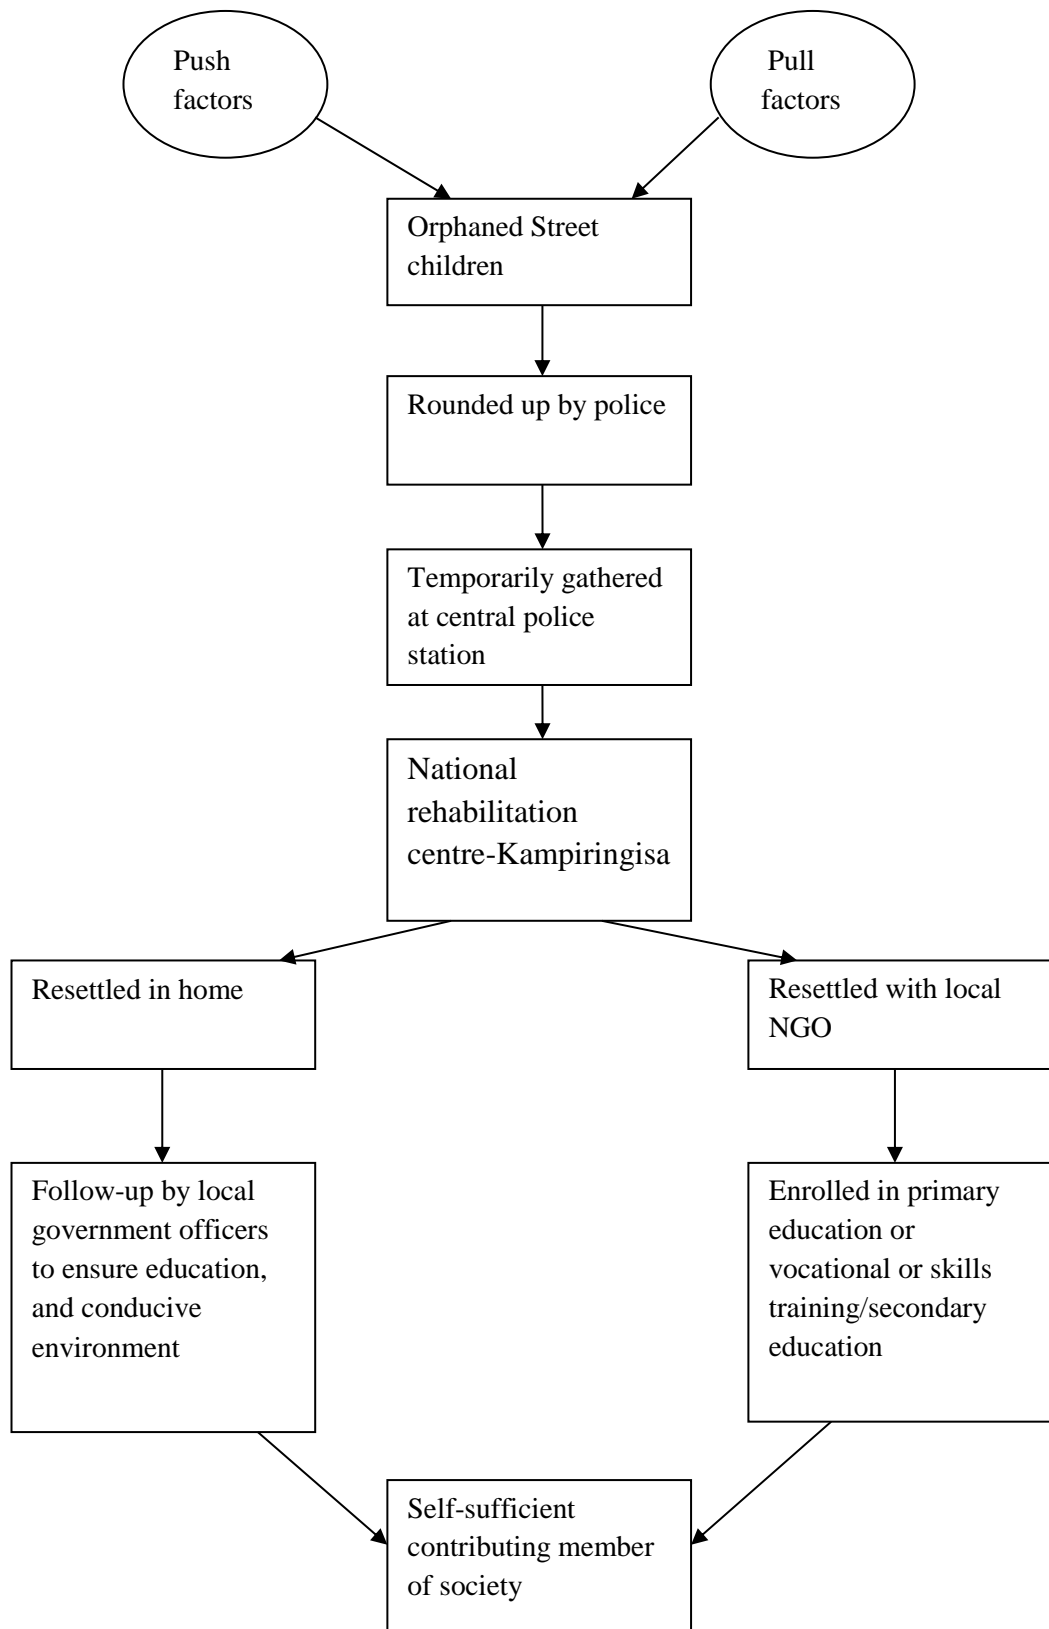 Push
factors
Pull
factors
Orphaned Street
children
Rounded up by police
Temporarily gathered
at central police
station
National
rehabilitation
centre-Kampiringisa
Resettled in home
Resettled with local
NGO
Follow-up by local
government officers
to ensure education,
and conducive
environment
Enrolled in primary
education or
vocational or skills
training/secondary
education
Self-sufficient
contributing member
of society